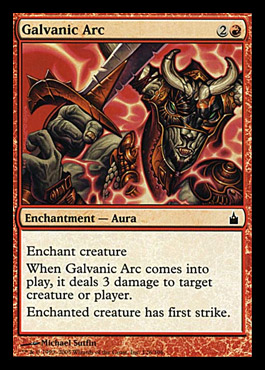 Galvanic Arc 2
Enchantment — Aura
Enchant creature
When Galvanic Arc comes into
play, it deals 3 damage to target
creature or player.
Enchanted creature has first strike.
Michael Sutfin